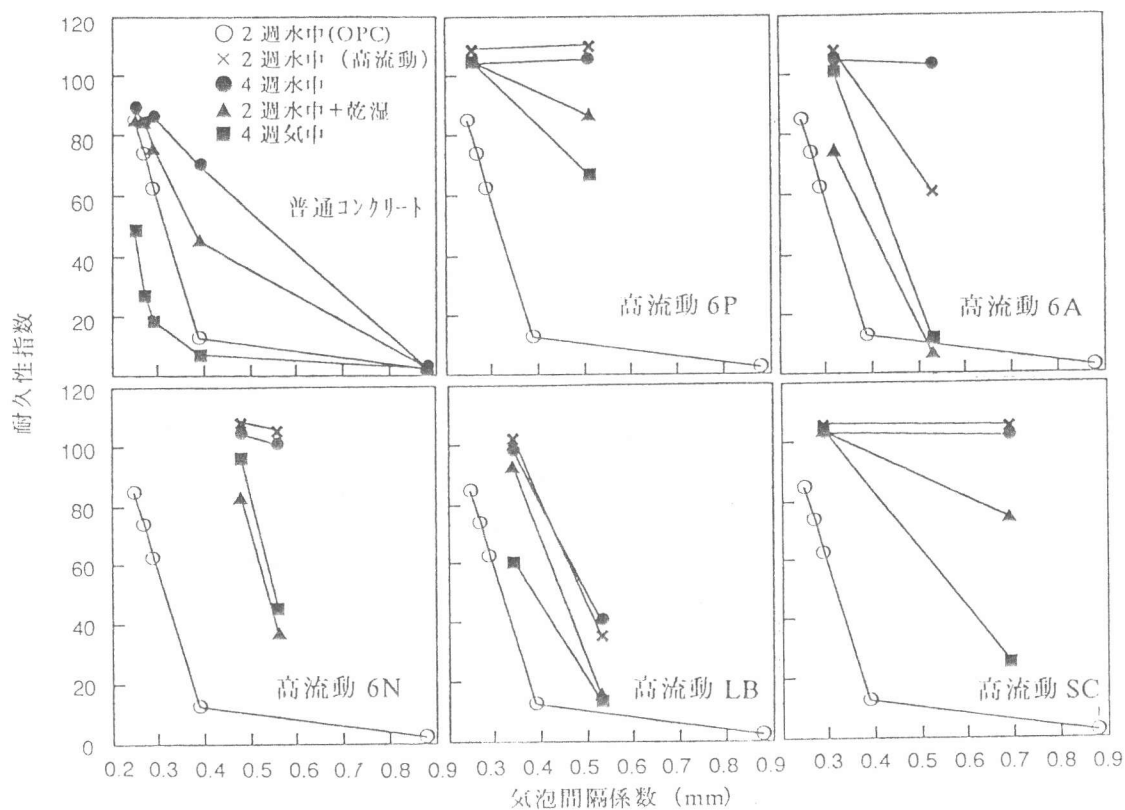 ○ 2 週水中(OPC)
× 2 週水中 (高流動)
● 4 週水中
▲ 2 週水中＋乾湿
■ 4 週気中
普通コンクリート
高流動 6P
高流動 6A
高流動 6N
高流動 LB
高流動 SC
耐久性指数
120
100
80
60
40
20
120
100
80
60
40
20
0
0.2 0.3 0.4 0.5 0.6 0.7 0.8 0.9
0.3 0.4 0.5 0.6 0.7 0.8 0.9
0.3 0.4 0.5 0.6 0.7 0.8 0.9
気泡間隔係数 (mm)